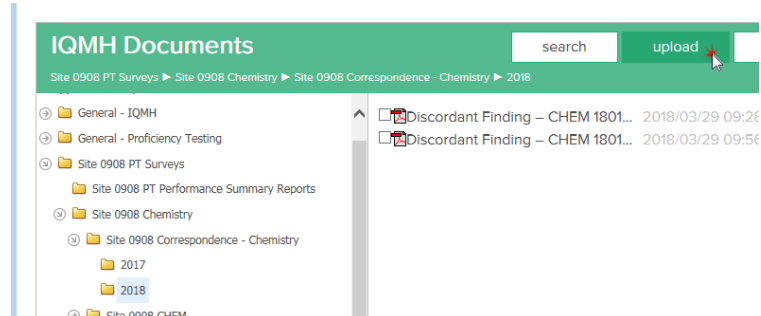 IQMH Documents
search
upload
Site 0908 PT Surveys ► Site 0908 Chemistry ► Site 0908 Correspondence - Chemistry ► 2018
General - IQMH
General - Proficiency Testing
Site 0908 PT Surveys
Site 0908 PT Performance Summary Reports
Site 0908 Chemistry
Site 0908 Correspondence - Chemistry
2017
2018
Site 0908 CHEM
Discordant Finding – CHEM 1801... 2018/03/29 09:28
Discordant Finding – CHEM 1801... 2018/03/29 09:56